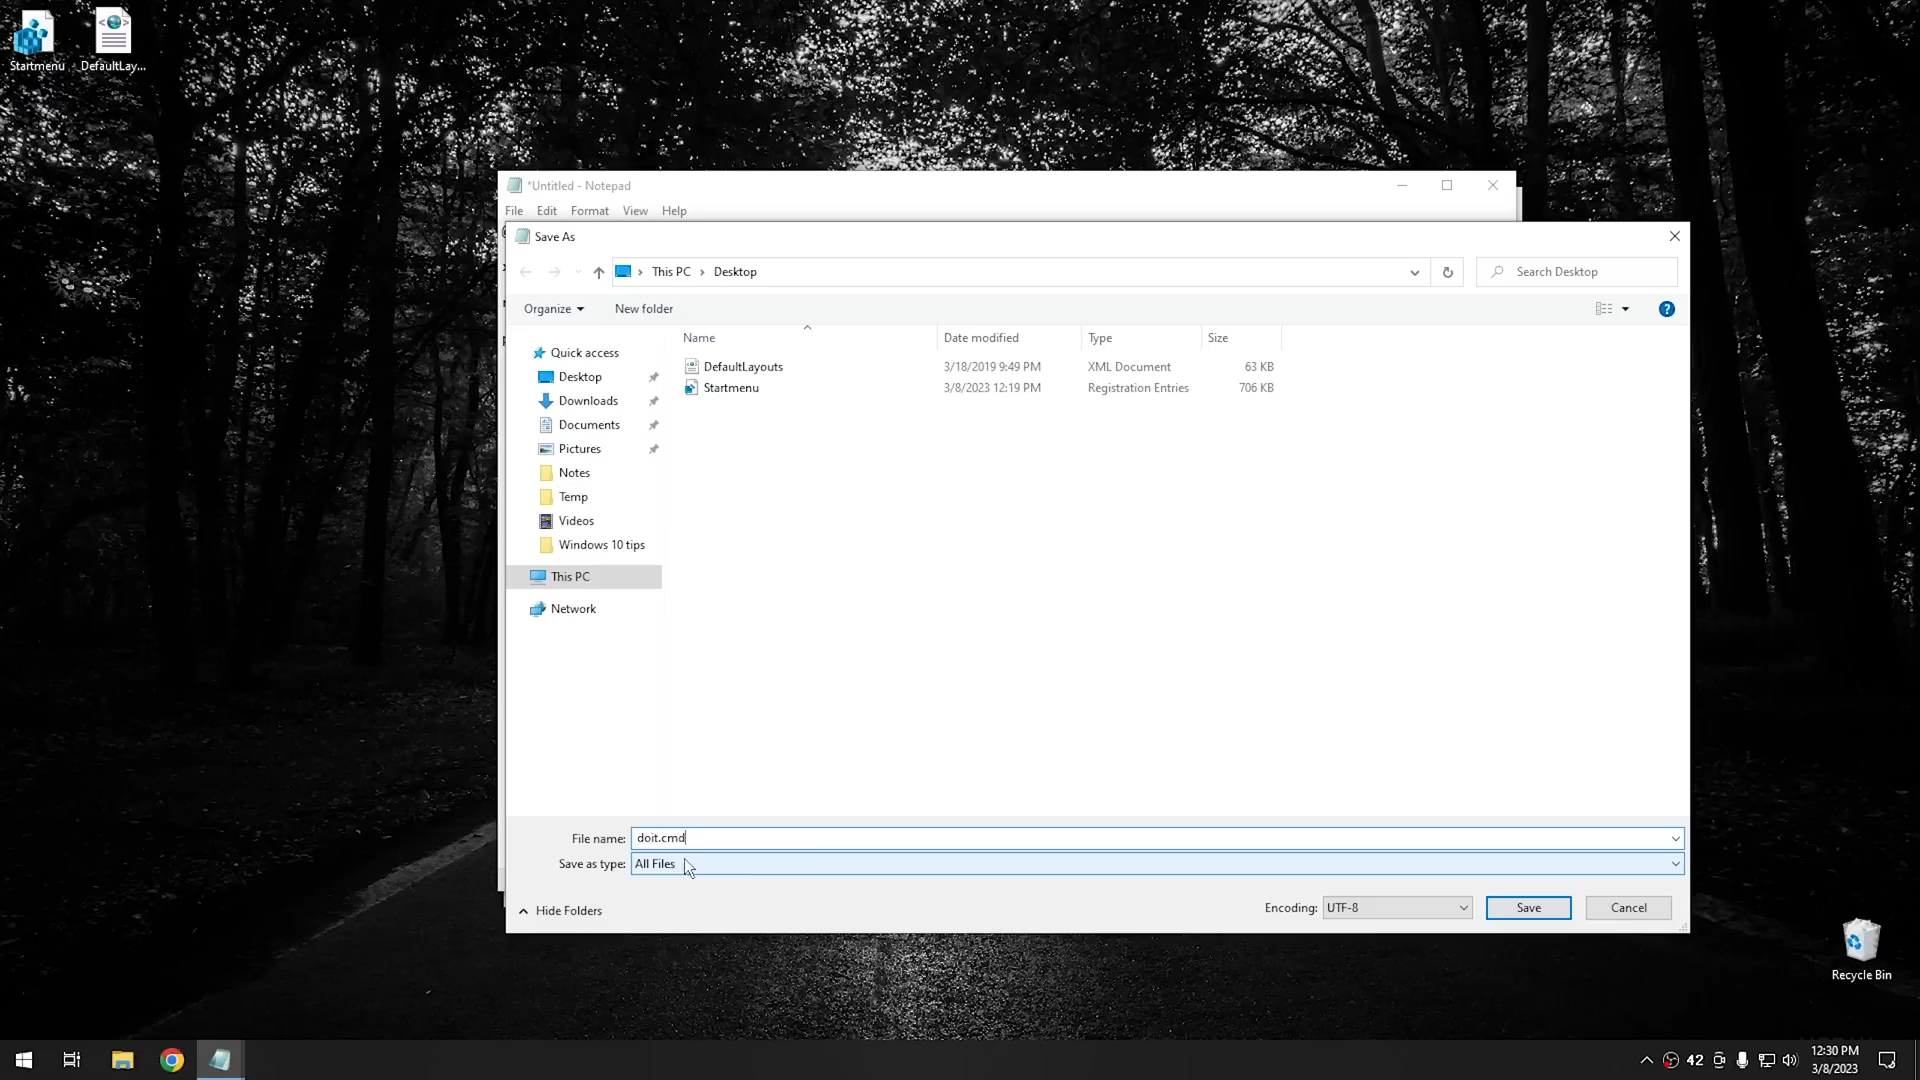 Startmenu
DefaultLay...
*Untitled - Notepad
File Edit Format View Help
Save As
This PC > Desktop
Search Desktop
Organize
New folder
Name Date modified Type Size
DefaultLayouts 3/18/2019 9:49 PM XML Document 63 KB
Startmenu 3/8/2023 12:19 PM Registration Entries 706 KB
Quick access
Desktop
Downloads
Documents
Pictures
Notes
Temp
Videos
Windows 10 tips
This PC
Network
File name: doit.cmd
Save as type: All Files
Hide Folders
Encoding: UTF-8
Save
Cancel
Recycle Bin
42
12:30 PM
3/8/2023